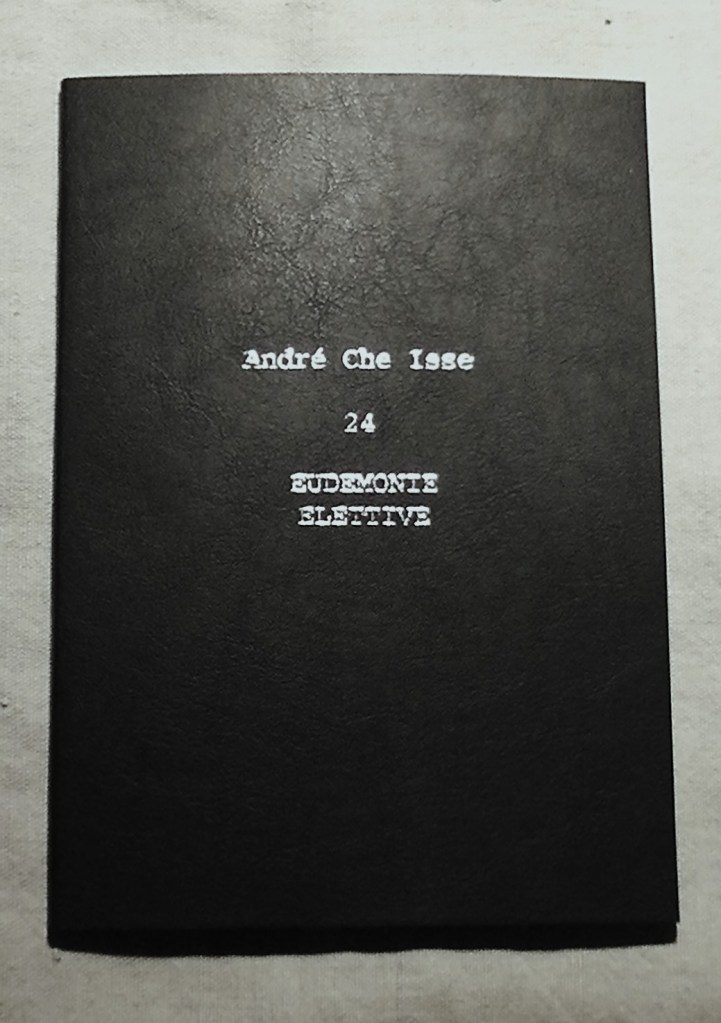 André Che Isse
24
EUDEMONIE
ELETTIVE